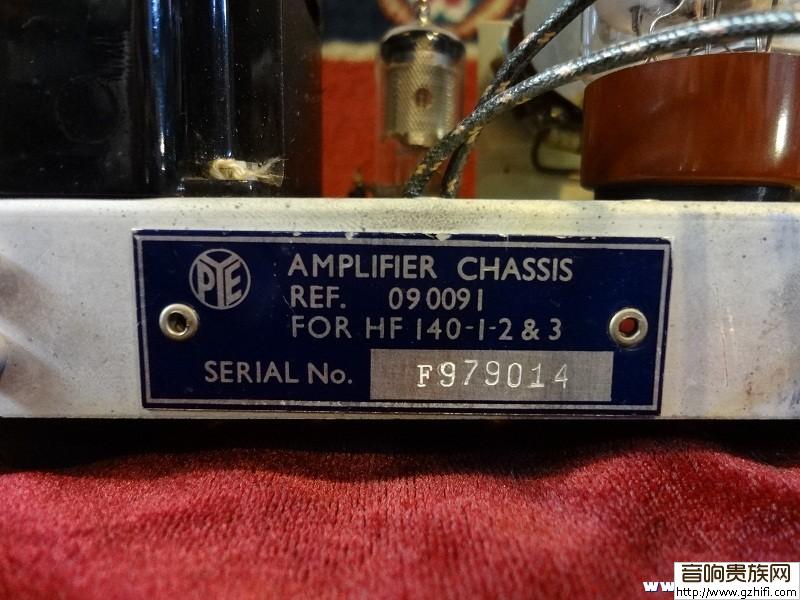 PYE
AMPLIFIER CHASSIS
REF. 090091
FOR HF 140-1-2 & 3
SERIAL No. F979014
音响贵族网
http://www.gzhifi.com